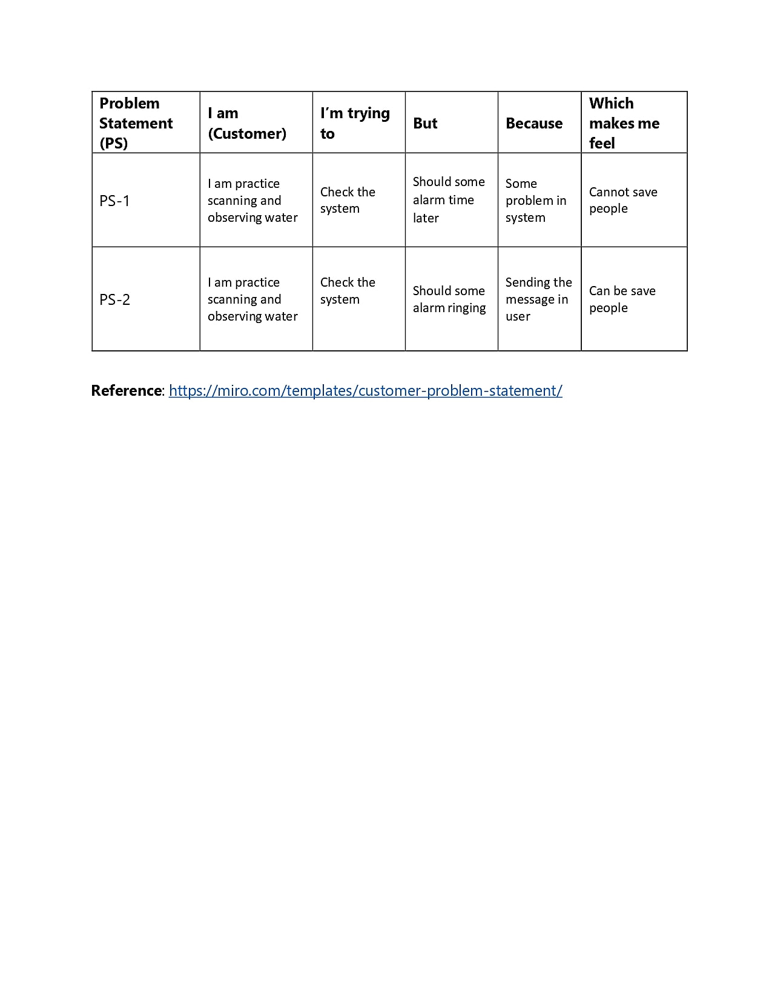 Problem
Statement
(PS)
I am
(Customer)
I’m trying
to
But
Because
Which
makes me
feel
PS-1
I am practice
scanning and
observing water
Check the
system
Should some
alarm time
later
Some
problem in
system
Cannot save
people
PS-2
I am practice
scanning and
observing water
Check the
system
Should some
alarm ringing
Sending the
message in
user
Can be save
people
Reference: https://miro.com/templates/customer-problem-statement/